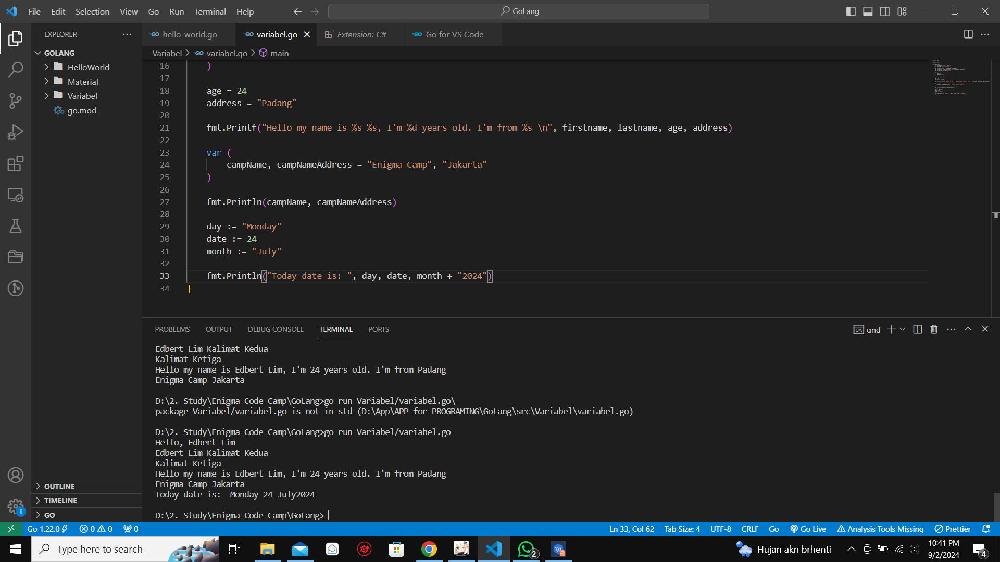 File Edit Selection View Go Run Terminal Help
GoLang
EXPLORER
hello-world.go
variabel.go
Extension: C#
Go for VS Code
GOLANG
HelloWorld
Material
Variabel
go.mod
Variabel > variabel.go > main
16 )
17
18 age = 24
19 address = "Padang"
20
21 fmt.Printf("Hello my name is %s %s, I'm %d years old. I'm from %s \n", firstname, lastname, age, address)
22
23 var (
24 campName, campNameAddress = "Enigma Camp", "Jakarta"
25 )
26
27 fmt.Println(campName, campNameAddress)
28
29 day := "Monday"
30 date := 24
31 month := "July"
32
33 fmt.Println("Today date is: ", day, date, month + "2024")
34 }
PROBLEMS OUTPUT DEBUG CONSOLE TERMINAL PORTS
cmd
Edbert Lim Kalimat Kedua
Kalimat Ketiga
Hello my name is Edbert Lim, I'm 24 years old. I'm from Padang
Enigma Camp Jakarta
D:\2. Study\Enigma Code Camp\GoLang>go run Variabel/variabel.go\
package Variabel/variabel.go is not in std (D:\App\APP for PROGRAMING\GoLang\src\Variabel\variabel.go)
D:\2. Study\Enigma Code Camp\GoLang>go run Variabel/variabel.go
Hello, Edbert Lim
Edbert Lim Kalimat Kedua
Kalimat Ketiga
Hello my name is Edbert Lim, I'm 24 years old. I'm from Padang
Enigma Camp Jakarta
Today date is:  Monday 24 July2024
D:\2. Study\Enigma Code Camp\GoLang>
OUTLINE
TIMELINE
GO
1
Go 1.22.0 0 0 0
Ln 33, Col 62 Tab Size: 4 UTF-8 CRLF Go Go Live Analysis Tools Missing Prettier
Type here to search
2
Hujan akn brhenti
10:41 PM
9/2/2024
4